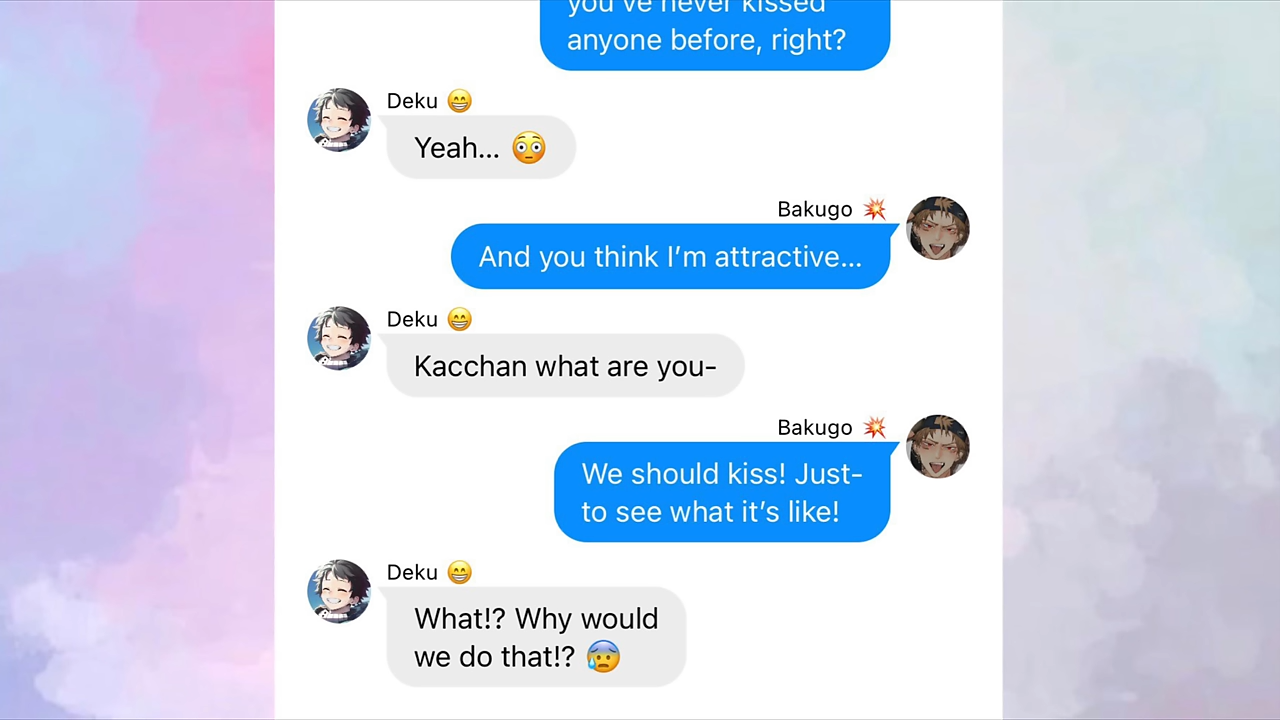 you've never kissed
anyone before, right?
Deku 😁
Yeah... 😳
Bakugo 💥
And you think I'm attractive...
Deku 😁
Kacchan what are you-
Bakugo 💥
We should kiss! Just-
to see what it's like!
Deku 😁
What!? Why would
we do that!? 😰